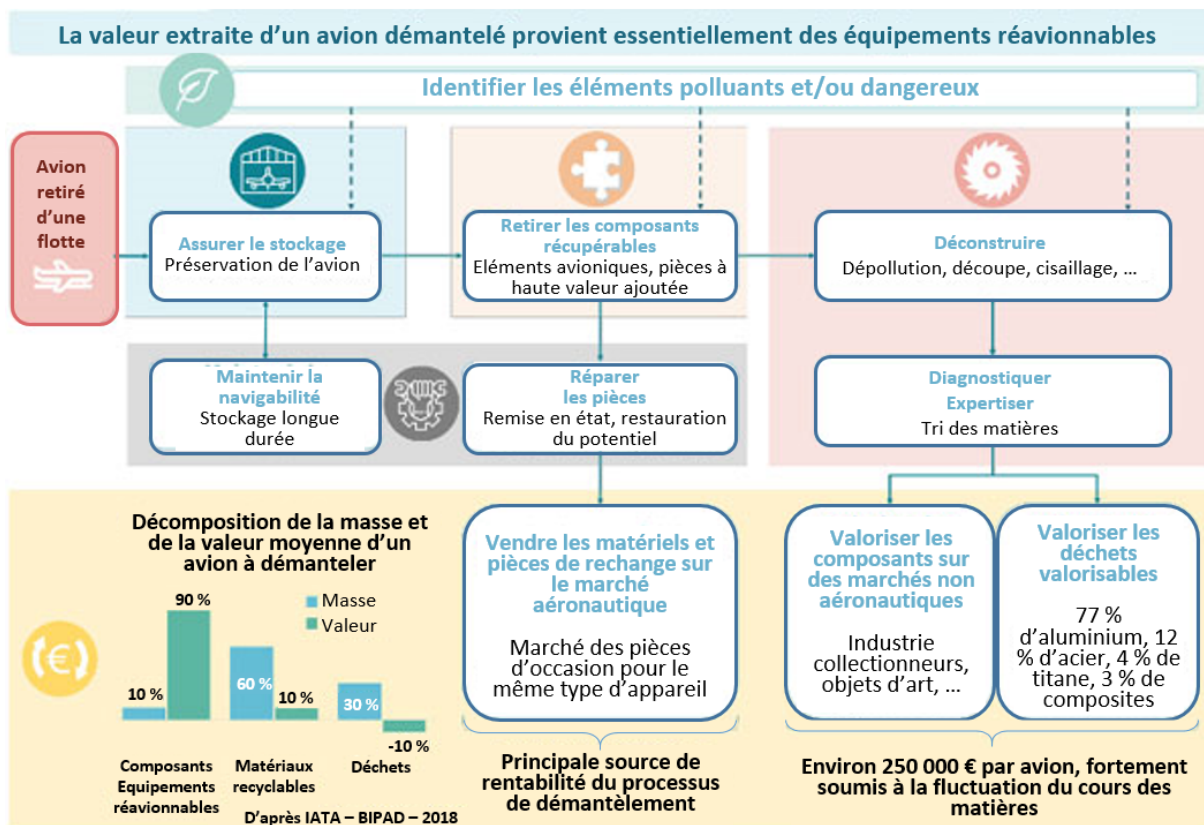 La valeur extraite d'un avion démantelé provient essentiellement des équipements réavionnables
Identifier les éléments polluants et/ou dangereux
Avion
retiré
d'une
flotte
Assurer le stockage
Préservation de l'avion
Retirer les composants
récupérables
Eléments avioniques, pièces à
haute valeur ajoutée
Déconstruire
Dépollution, découpe, cisaillage, ...
Maintenir la
navigabilité
Stockage longue
durée
Réparer
les pièces
Remise en état, restauration
du potentiel
Diagnostiquer
Expertiser
Tri des matières
Décomposition de la masse et
de la valeur moyenne d'un
avion à démanteler
90 %
Masse
Valeur
10 %
60 %
10 %
30 %
-10 %
Composants
Equipements
réavionnables
Matériaux
recyclables
Déchets
D'après IATA – BIPAD – 2018
Vendre les matériels et
pièces de rechange sur
le marché
aéronautique
Marché des pièces
d'occasion pour le
même type d'appareil
Principale source de
rentabilité du processus
de démantèlement
Valoriser les
composants sur
des marchés non
aéronautiques
Industrie
collectionneurs,
objets d'art, ...
Valoriser les
déchets
valorisables
77 %
d'aluminium, 12
% d'acier, 4 % de
titane, 3 % de
composites
Environ 250 000 € par avion, fortement
soumis à la fluctuation du cours des
matières